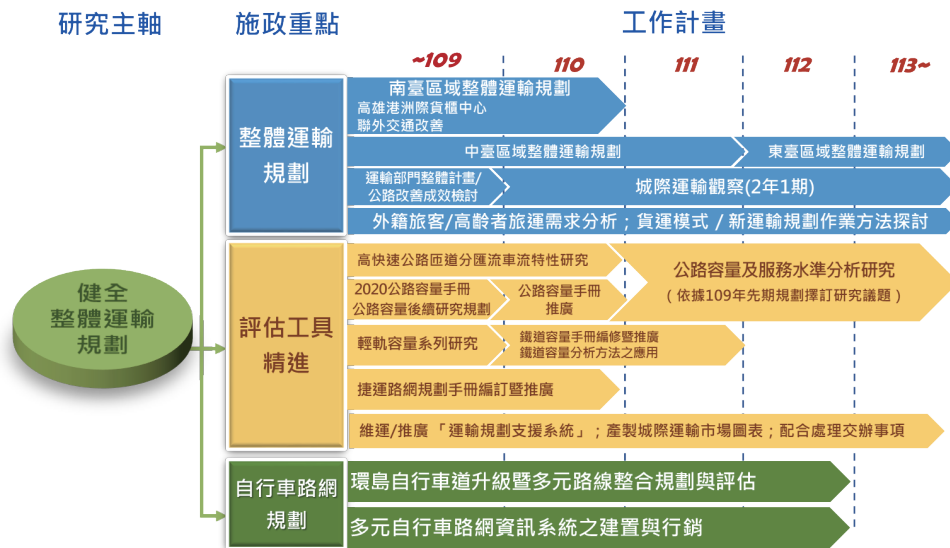 研究主軸
施政重點
工作計畫
~109
110
111
112
113~
健全
整體運輸
規劃
整體運輸
規劃
南臺區域整體運輸規劃
高雄港洲際貨櫃中心
聯外交通改善
中臺區域整體運輸規劃
東臺區域整體運輸規劃
運輸部門整體計畫/
公路改善成效檢討
城際運輸觀察(2年1期)
外籍旅客/高齡者旅運需求分析；貨運模式 / 新運輸規劃作業方法探討
評估工具
精進
高快速公路匝道分匯流車流特性研究
2020公路容量手冊
公路容量後續研究規劃
公路容量手冊
推廣
公路容量及服務水準分析研究
（依據109年先期規劃擇訂研究議題）
輕軌容量系列研究
鐵道容量手冊編修暨推廣
鐵道容量分析方法之應用
捷運路網規劃手冊編訂暨推廣
維運/推廣「運輸規劃支援系統」；產製城際運輸市場圖表；配合處理交辦事項
自行車路網
規劃
環島自行車道升級暨多元路線整合規劃與評估
多元自行車路網資訊系統之建置與行銷